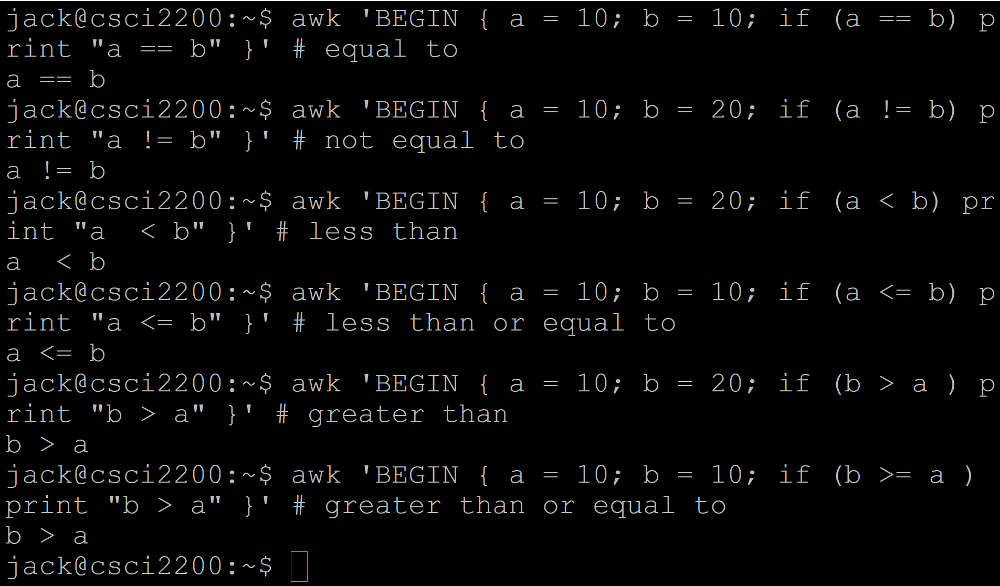 jack@csci2200:~$ awk 'BEGIN { a = 10; b = 10; if (a == b) p
rint "a == b" }' # equal to
a == b
jack@csci2200:~$ awk 'BEGIN { a = 10; b = 20; if (a != b) p
rint "a != b" }' # not equal to
a != b
jack@csci2200:~$ awk 'BEGIN { a = 10; b = 20; if (a < b) pr
int "a  < b" }' # less than
a  < b
jack@csci2200:~$ awk 'BEGIN { a = 10; b = 10; if (a <= b) p
rint "a <= b" }' # less than or equal to
a <= b
jack@csci2200:~$ awk 'BEGIN { a = 10; b = 20; if (b > a ) p
rint "b > a" }' # greater than
b > a
jack@csci2200:~$ awk 'BEGIN { a = 10; b = 10; if (b >= a )
print "b > a" }' # greater than or equal to
b > a
jack@csci2200:~$